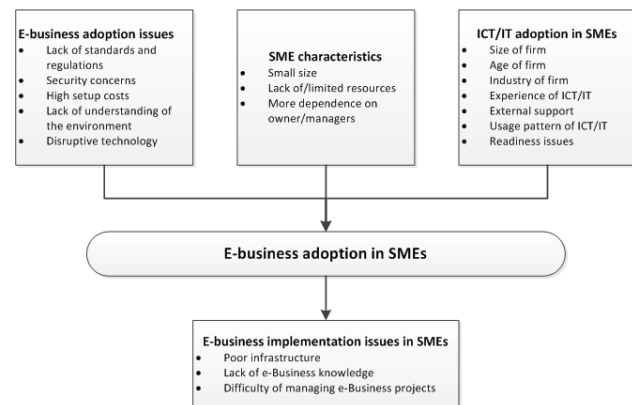 E-business adoption issues
• Lack of standards and
regulations
• Security concerns
• High setup costs
• Lack of understanding of
the environment
• Disruptive technology
SME characteristics
• Small size
• Lack of/limited resources
• More dependence on
owner/managers
ICT/IT adoption in SMEs
• Size of firm
• Age of firm
• Industry of firm
• Experience of ICT/IT
• External support
• Usage pattern of ICT/IT
• Readiness issues
E-business adoption in SMEs
E-business implementation issues in SMEs
• Poor infrastructure
• Lack of e-Business knowledge
• Difficulty of managing e-Business projects